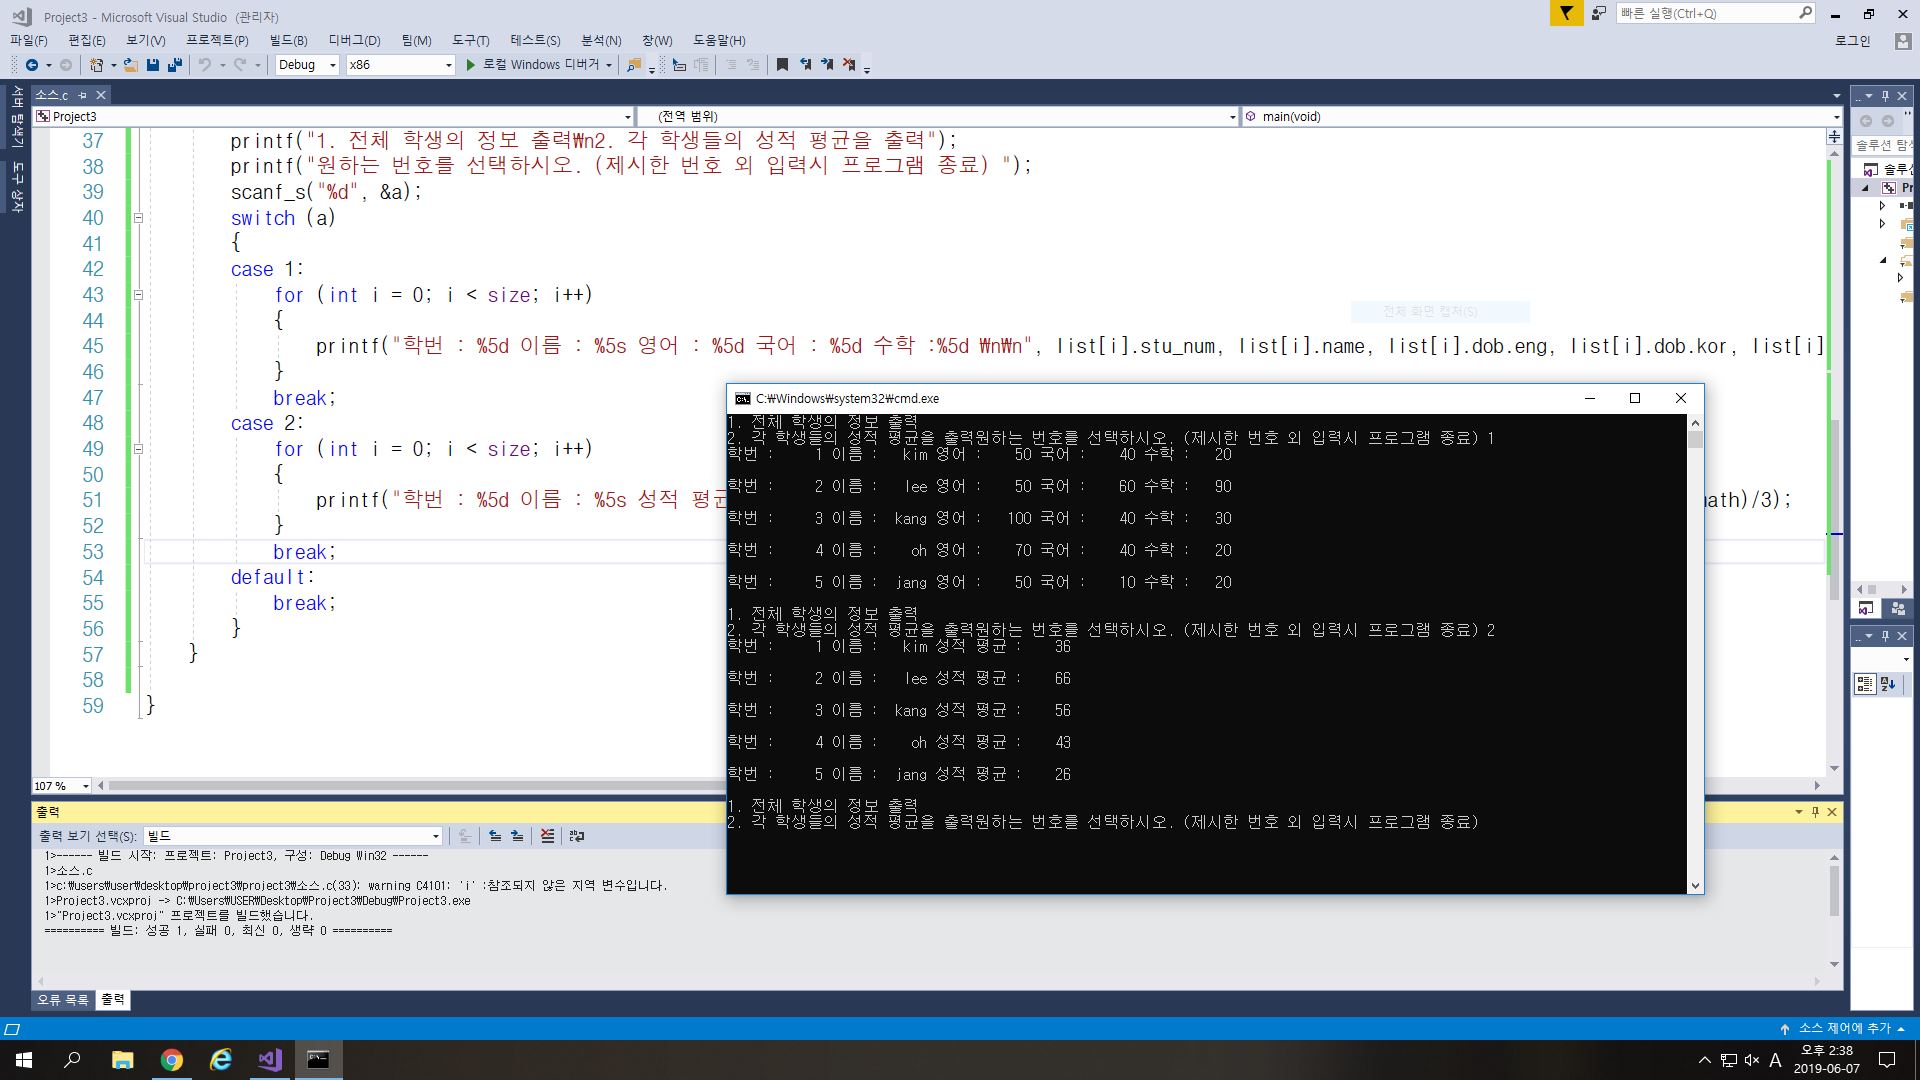 Project3 - Microsoft Visual Studio (관리자)
빠른 실행(Ctrl+Q)
파일(F) 편집(E) 보기(V) 프로젝트(P) 빌드(B) 디버그(D) 팀(M) 도구(T) 테스트(S) 분석(N) 창(W) 도움말(H)
로그인
Debug x86 로컬 Windows 디버거
서버 탐색기
도구 상자
소스.c
Project3 (전역 범위) main(void)
37 printf("1. 전체 학생의 정보 출력₩n2. 각 학생들의 성적 평균을 출력");
38 printf("원하는 번호를 선택하시오. (제시한 번호 외 입력시 프로그램 종료) ");
39 scanf_s("%d", &a);
40 switch (a)
41 {
42 case 1:
43 for (int i = 0; i < size; i++)
44 {
45 printf("학번 : %5d 이름 : %5s 영어 : %5d 국어 : %5d 수학 :%5d ₩n₩n", list[i].stu_num, list[i].name, list[i].dob.eng, list[i].dob.kor, list[i]
46 }
47 break;
48 case 2:
49 for (int i = 0; i < size; i++)
50 {
51 printf("학번 : %5d 이름 : %5s 성적 평균 ath)/3);
52 }
53 break;
54 default:
55 break;
56 }
57 }
58
59 }
전체 화면 캡처(S)
솔루션 탐색
솔루션
Pr
C:₩Windows₩system32₩cmd.exe
1. 전체 학생의 정보 출력
2. 각 학생들의 성적 평균을 출력원하는 번호를 선택하시오. (제시한 번호 외 입력시 프로그램 종료) 1
학번 : 1 이름 : kim 영어 : 50 국어 : 40 수학 : 20
학번 : 2 이름 : lee 영어 : 50 국어 : 60 수학 : 90
학번 : 3 이름 : kang 영어 : 100 국어 : 40 수학 : 30
학번 : 4 이름 : oh 영어 : 70 국어 : 40 수학 : 20
학번 : 5 이름 : jang 영어 : 50 국어 : 10 수학 : 20
1. 전체 학생의 정보 출력
2. 각 학생들의 성적 평균을 출력원하는 번호를 선택하시오. (제시한 번호 외 입력시 프로그램 종료) 2
학번 : 1 이름 : kim 성적 평균 : 36
학번 : 2 이름 : lee 성적 평균 : 66
학번 : 3 이름 : kang 성적 평균 : 56
학번 : 4 이름 : oh 성적 평균 : 43
학번 : 5 이름 : jang 성적 평균 : 26
1. 전체 학생의 정보 출력
2. 각 학생들의 성적 평균을 출력원하는 번호를 선택하시오. (제시한 번호 외 입력시 프로그램 종료)
107 %
출력
출력 보기 선택(S): 빌드
1>------ 빌드 시작: 프로젝트: Project3, 구성: Debug Win32 ------
1>소스.c
1>c:₩users₩user₩desktop₩project3₩project3₩소스.c(33): warning C4101: 'i' :참조되지 않은 지역 변수입니다.
1>Project3.vcxproj -> C:₩Users₩USER₩Desktop₩Project3₩Debug₩Project3.exe
1>"Project3.vcxproj" 프로젝트를 빌드했습니다.
========== 빌드: 성공 1, 실패 0, 최신 0, 생략 0 ==========
오류 목록 출력
소스 제어에 추가
A
오후 2:38
2019-06-07